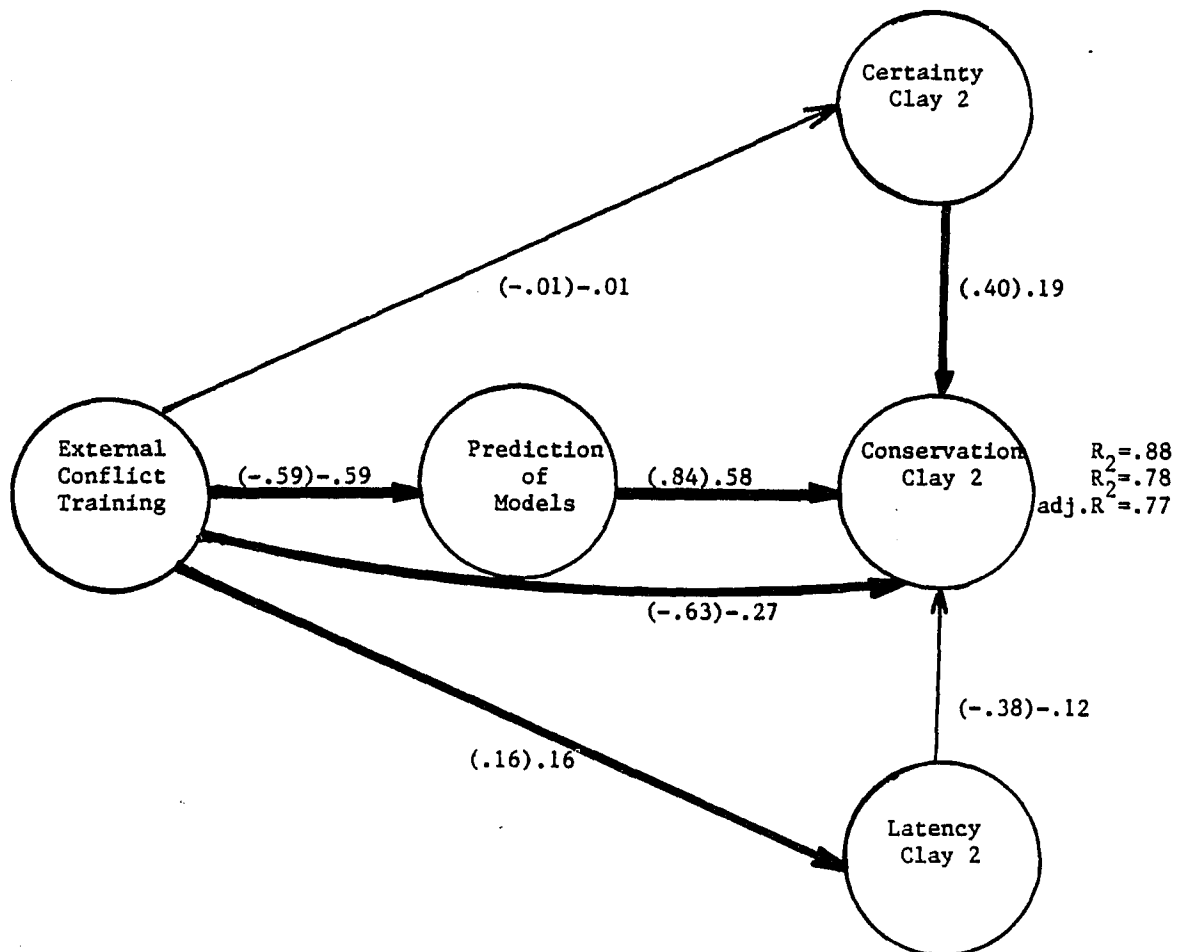 Certainty
Clay 2
(-.01)-.01
(.40).19
External
Conflict
Training
(-.59)-.59
Prediction
of
Models
(.84).58
Conservation
Clay 2
R =.88
R²=.78
adj.R²=.77
(-.63)-.27
(-.38)-.12
(.16).16
Latency
Clay 2